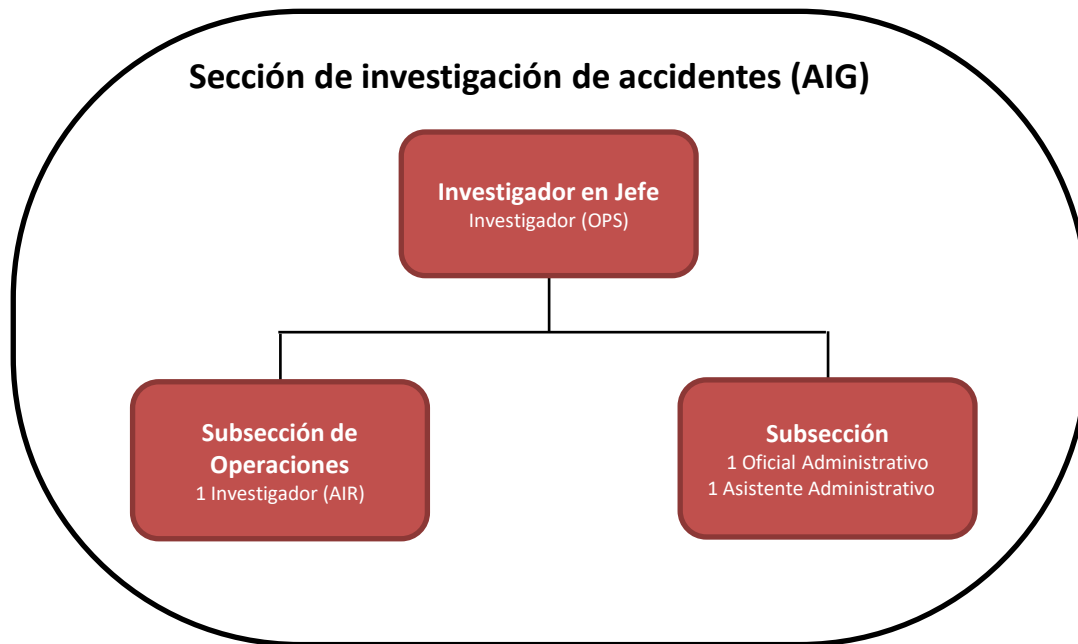 Sección de investigación de accidentes (AIG)
Investigador en Jefe
Investigador (OPS)
Subsección de
Operaciones
1 Investigador (AIR)
Subsección
1 Oficial Administrativo
1 Asistente Administrativo